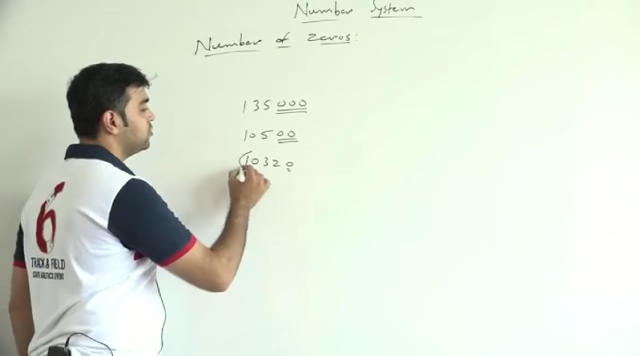 Number System
Number of zeros:
135000
10500
10320
6
TRACK & FIELD